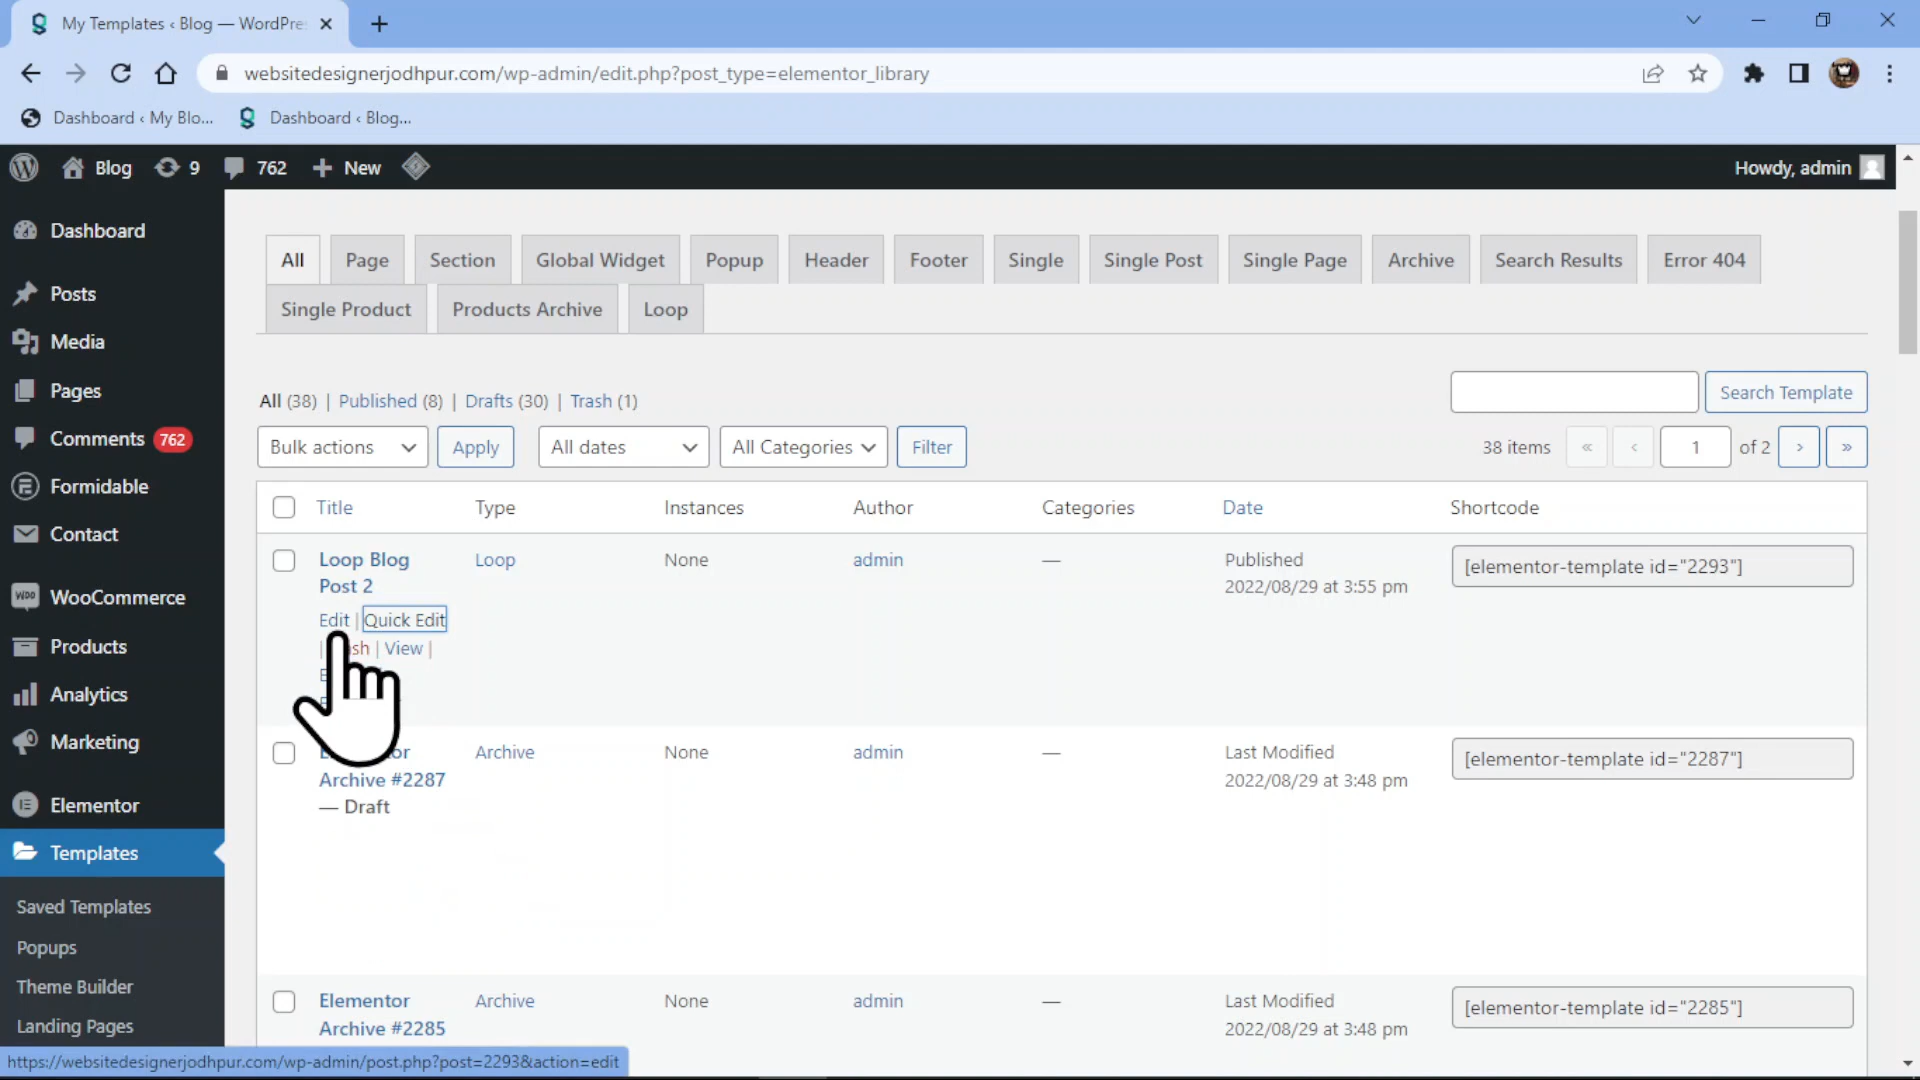 My Templates ‹ Blog — WordPre
websitedesignerjodhpur.com/wp-admin/edit.php?post_type=elementor_library
Dashboard ‹ My Blo... Dashboard ‹ Blog...
Blog 9 762 New Howdy, admin
Dashboard
Posts
Media
Pages
Comments 762
Formidable
Contact
WooCommerce
Products
Analytics
Marketing
Elementor
Templates
Saved Templates
Popups
Theme Builder
Landing Pages
All Page Section Global Widget Popup Header Footer Single Single Post Single Page Archive Search Results Error 404
Single Product Products Archive Loop
All (38) | Published (8) | Drafts (30) | Trash (1)
Search Template
Bulk actions Apply All dates All Categories Filter 38 items « ‹ 1 of 2 › »
Title Type Instances Author Categories Date Shortcode
Loop Blog Loop None admin — Published [elementor-template id="2293"]
Post 2 2022/08/29 at 3:55 pm
Edit | Quick Edit
| | View |
Archive None admin — Last Modified [elementor-template id="2287"]
Archive #2287 2022/08/29 at 3:48 pm
— Draft
Elementor Archive None admin — Last Modified [elementor-template id="2285"]
Archive #2285 2022/08/29 at 3:48 pm
https://websitedesignerjodhpur.com/wp-admin/post.php?post=2293&action=edit